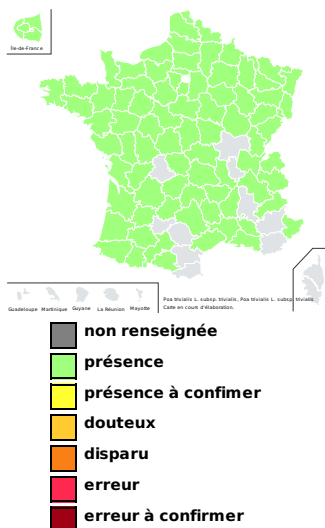 Île-de-France
Guadeloupe Martinique Guyane La Réunion Mayotte
Poa trivialis L. subsp. trivialis, Poa trivialis L. subsp. trivialis
Carte en cours d'élaboration.
non renseignée
présence
présence à confimer
douteux
disparu
erreur
erreur à confirmer